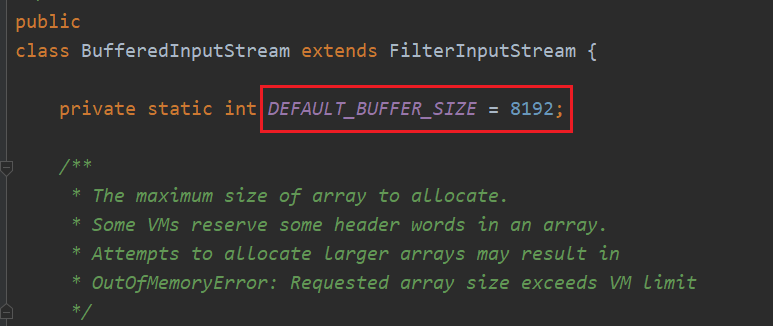 public
class BufferedInputStream extends FilterInputStream {
private static int DEFAULT_BUFFER_SIZE = 8192;
/**
* The maximum size of array to allocate.
* Some VMs reserve some header words in an array.
* Attempts to allocate larger arrays may result in
* OutOfMemoryError: Requested array size exceeds VM limit
*/